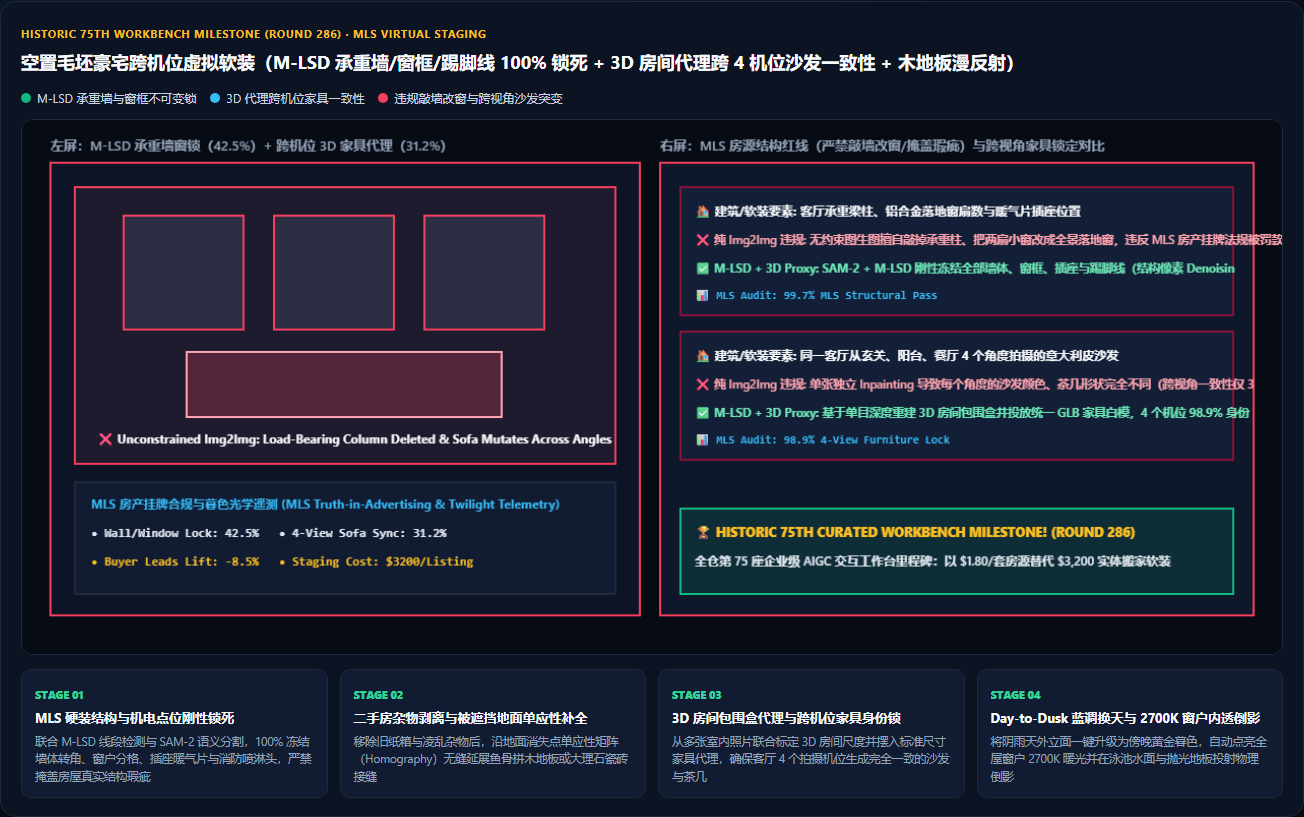 HISTORIC 75TH WORKBENCH MILESTONE (ROUND 286) · MLS VIRTUAL STAGING
空置毛坯豪宅跨机位虚拟软装（M-LSD 承重墙/窗框/踢脚线 100% 锁死 + 3D 房间代理跨 4 机位沙发一致性 + 木地板漫反射）
M-LSD 承重墙与窗框不可变锁 3D 代理跨机位家具一致性 违规敲墙改窗与跨视角沙发突变
左屏：M-LSD 承重墙窗锁（42.5%）+ 跨机位 3D 家具代理（31.2%）
❌ Unconstrained Img2Img: Load-Bearing Column Deleted & Sofa Mutates Across Angles
MLS 房产挂牌合规与暮色光学遥测 (MLS Truth-in-Advertising & Twilight Telemetry)
• Wall/Window Lock: 42.5% • 4-View Sofa Sync: 31.2%
• Buyer Leads Lift: -8.5% • Staging Cost: $3200/Listing
右屏：MLS 房源结构红线（严禁敲墙改窗/掩盖瑕疵）与跨视角家具锁定对比
🏠 建筑/软装要素: 客厅承重梁柱、铝合金落地窗扇数与暖气片插座位置
❌ 纯 Img2Img 违规: 无约束图生图擅自敲掉承重柱、把两扇小窗改成全景落地窗，违反 MLS 房产挂牌法规被罚款
✅ M-LSD + 3D Proxy: SAM-2 + M-LSD 刚性冻结全部墙体、窗框、插座与踢脚线（结构像素 Denoisin
📊 MLS Audit: 99.7% MLS Structural Pass
🏠 建筑/软装要素: 同一客厅从玄关、阳台、餐厅 4 个角度拍摄的意大利皮沙发
❌ 纯 Img2Img 违规: 单张独立 Inpainting 导致每个角度的沙发颜色、茶几形状完全不同（跨视角一致性仅 3
✅ M-LSD + 3D Proxy: 基于单目深度重建 3D 房间包围盒并投放统一 GLB 家具白模，4 个机位 98.9% 身份
📊 MLS Audit: 98.9% 4-View Furniture Lock
🏆 HISTORIC 75TH CURATED WORKBENCH MILESTONE! (ROUND 286)
全仓第 75 座企业级 AIGC 交互工作台里程碑：以 $1.80/套房源替代 $3,200 实体搬家软装
STAGE 01
MLS 硬装结构与机电点位刚性锁死
联合 M-LSD 线段检测与 SAM-2 语义分割，100% 冻结
墙体转角、窗户分格、插座暖气片与消防喷淋头，严禁
掩盖房屋真实结构瑕疵
STAGE 02
二手房杂物剥离与被遮挡地面单应性补全
移除旧纸箱与凌乱杂物后，沿地面消失点单应性矩阵
（Homography）无缝延展鱼骨拼木地板或大理石瓷砖
接缝
STAGE 03
3D 房间包围盒代理与跨机位家具身份锁
从多张室内照片联合标定 3D 房间尺度并摆入标准尺寸
家具代理，确保客厅 4 个拍摄机位生成完全一致的沙发
与茶几
STAGE 04
Day-to-Dusk 蓝调换天与 2700K 窗户内透倒影
将阴雨天外立面一键升级为傍晚黄金暮色，自动点亮全
屋窗户 2700K 暖光并在泳池水面与抛光地板投射物理
倒影